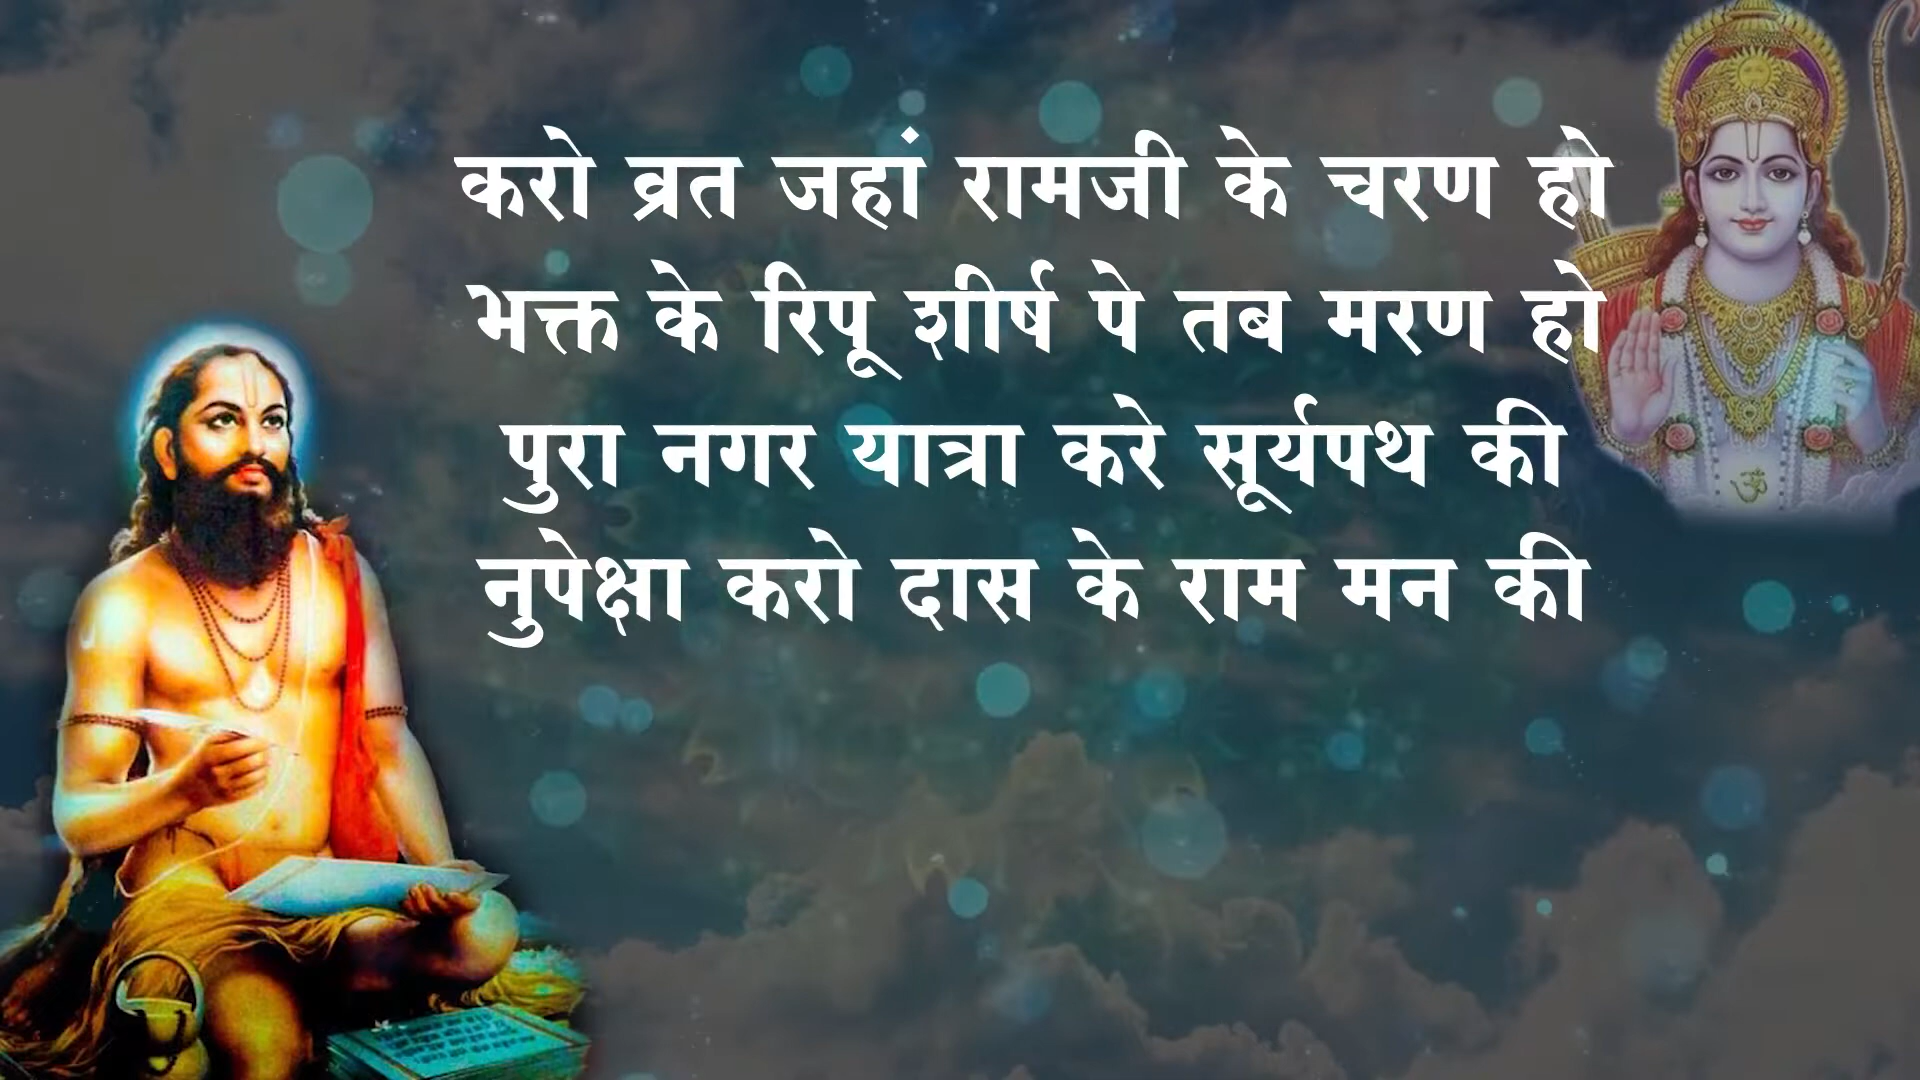 करो व्रत जहां रामजी के चरण हो
भक्त के रिपू शीर्ष पे तब मरण हो
पुरा नगर यात्रा करे सूर्यपथ की
नुपेक्षा करो दास के राम मन की
ॐ